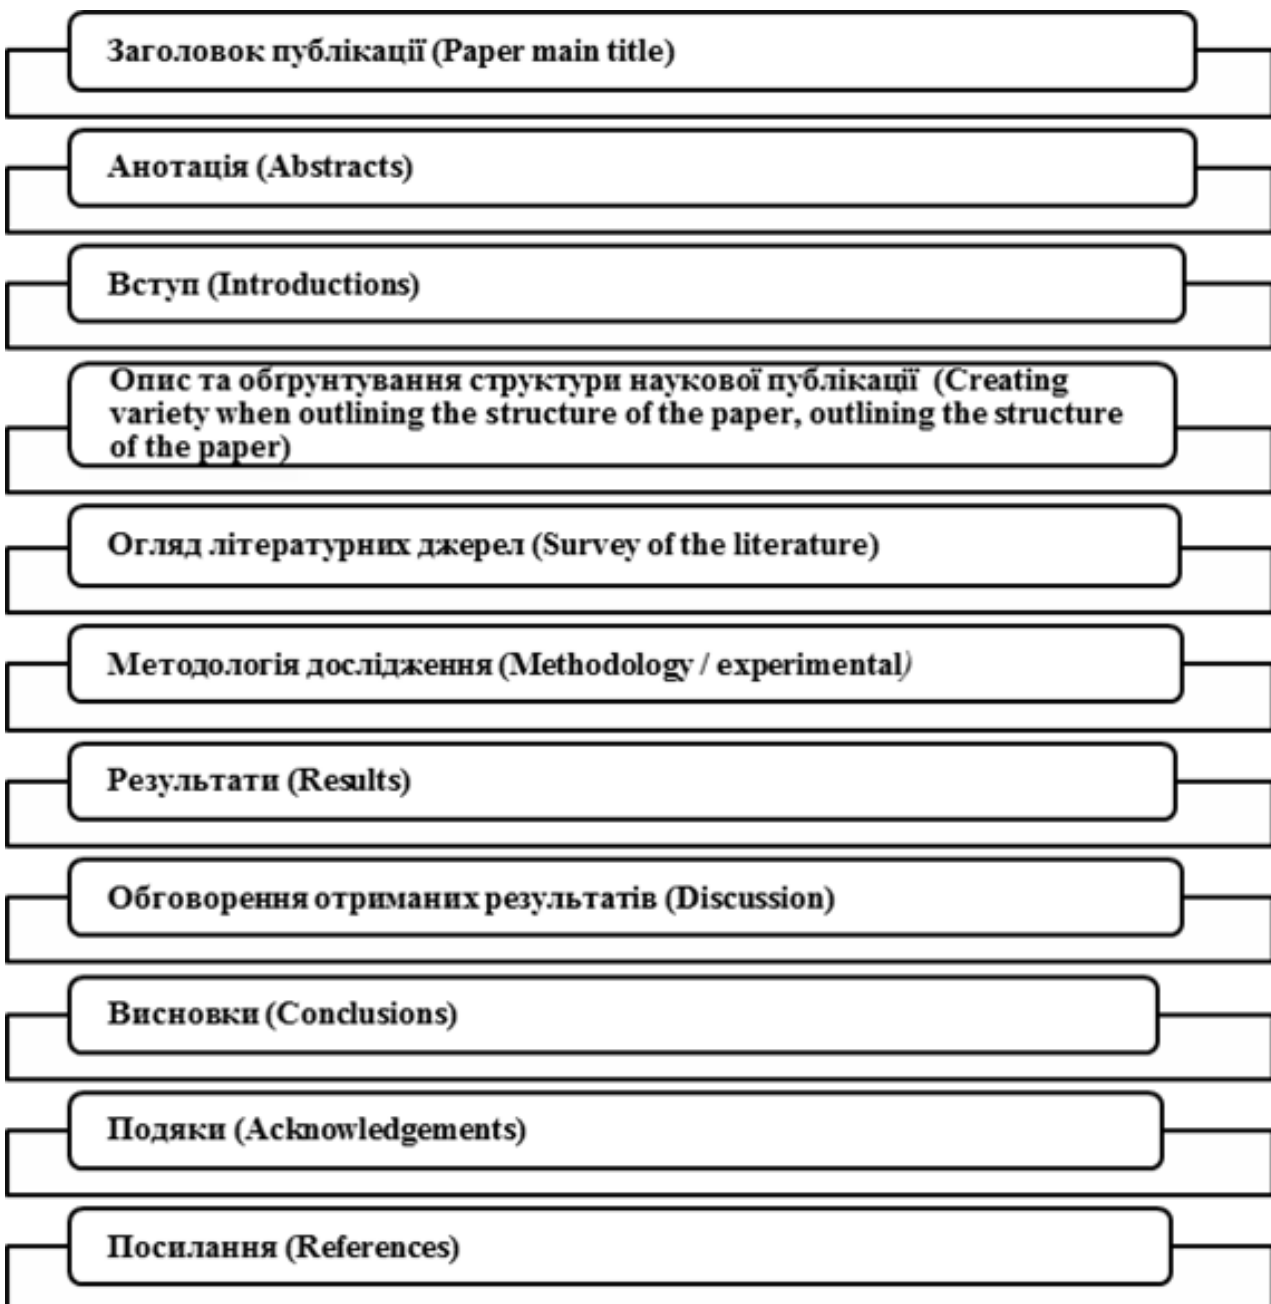 Заголовок публікації (Paper main title)
Анотація (Abstracts)
Вступ (Introductions)
Опис та обґрунтування структури наукової публікації (Creating
variety when outlining the structure of the paper, outlining the structure
of the paper)
Огляд літературних джерел (Survey of the literature)
Методологія дослідження (Methodology / experimental)
Результати (Results)
Обговорення отриманих результатів (Discussion)
Висновки (Conclusions)
Подяки (Acknowledgements)
Посилання (References)